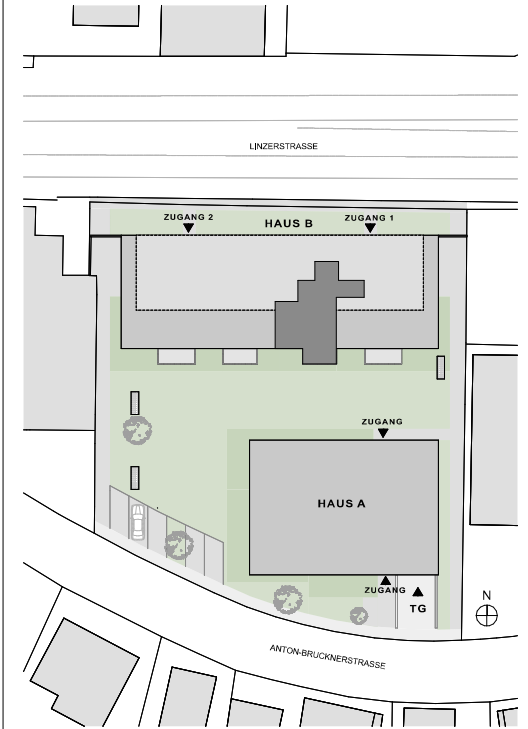 LINZERSTRASSE
ZUGANG 2
HAUS B
ZUGANG 1
ZUGANG
HAUS A
ZUGANG
TG
N
ANTON-BRUCKNERSTRASSE